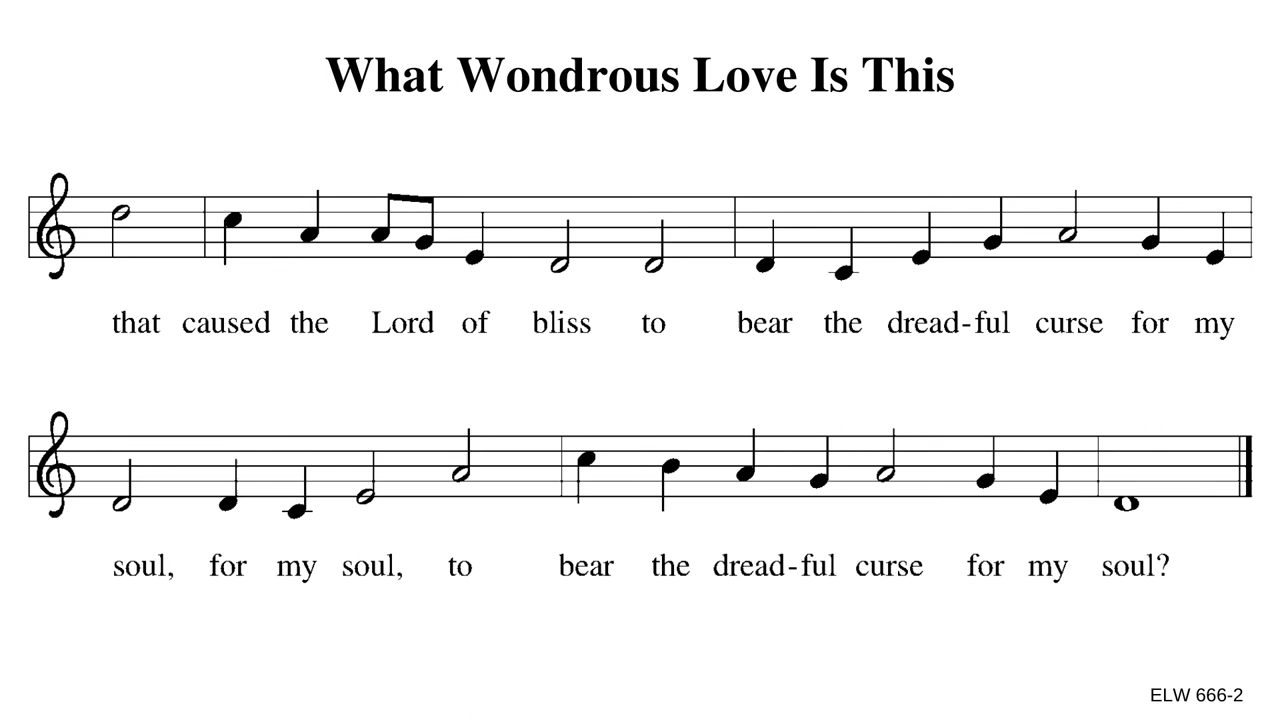 What Wondrous Love Is This
that caused the Lord of bliss to bear the dread-ful curse for my
soul, for my soul, to bear the dread-ful curse for my soul?
ELW 666-2